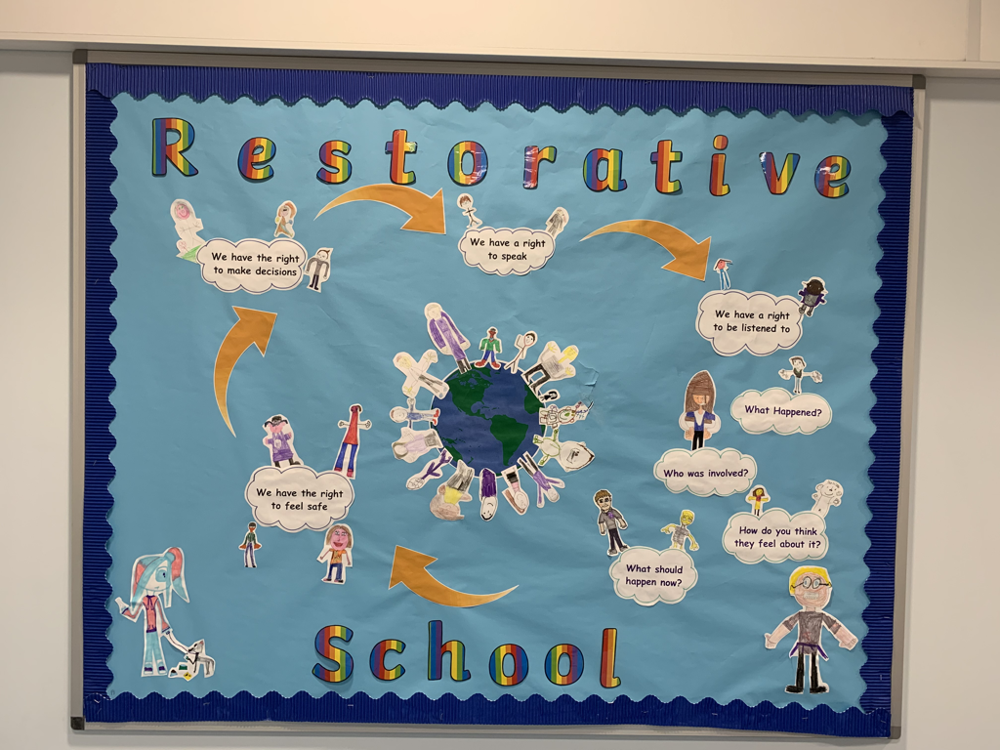 Restorative
We have the right
to make decisions
We have a right
to speak
We have a right
to be listened to
What Happened?
Who was involved?
How do you think
they feel about it?
What should
happen now?
We have the right
to feel safe
School